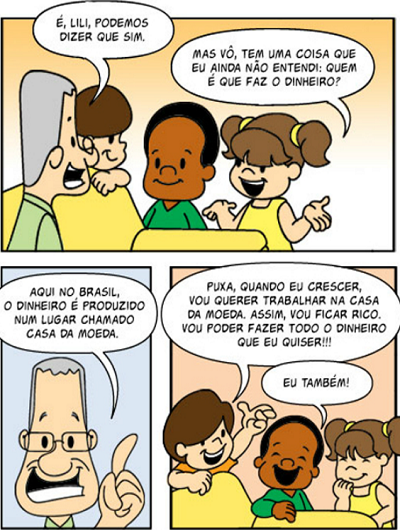 É, LILI, PODEMOS
DIZER QUE SIM.
MAS VÔ, TEM UMA COISA QUE
EU AINDA NÃO ENTENDI: QUEM
É QUE FAZ O DINHEIRO?
AQUI NO BRASIL,
O DINHEIRO É PRODUZIDO
NUM LUGAR CHAMADO
CASA DA MOEDA.
PUXA, QUANDO EU CRESCER,
VOU QUERER TRABALHAR NA CASA
DA MOEDA. ASSIM, VOU FICAR RICO.
VOU PODER FAZER TODO O DINHEIRO
QUE EU QUISER!!!
EU TAMBÉM!